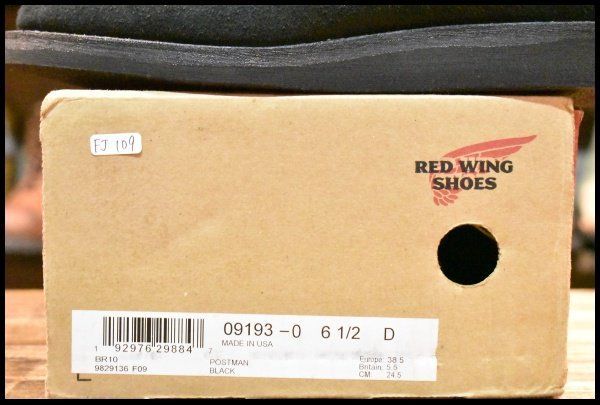 FJ 109
RED WING
SHOES
09193-0 6 1/2 D
MADE IN USA
1 92976 29884 7
BR10
9829136 F09
POSTMAN
BLACK
Europe: 38.5
Britain: 5.5
CM: 24.5